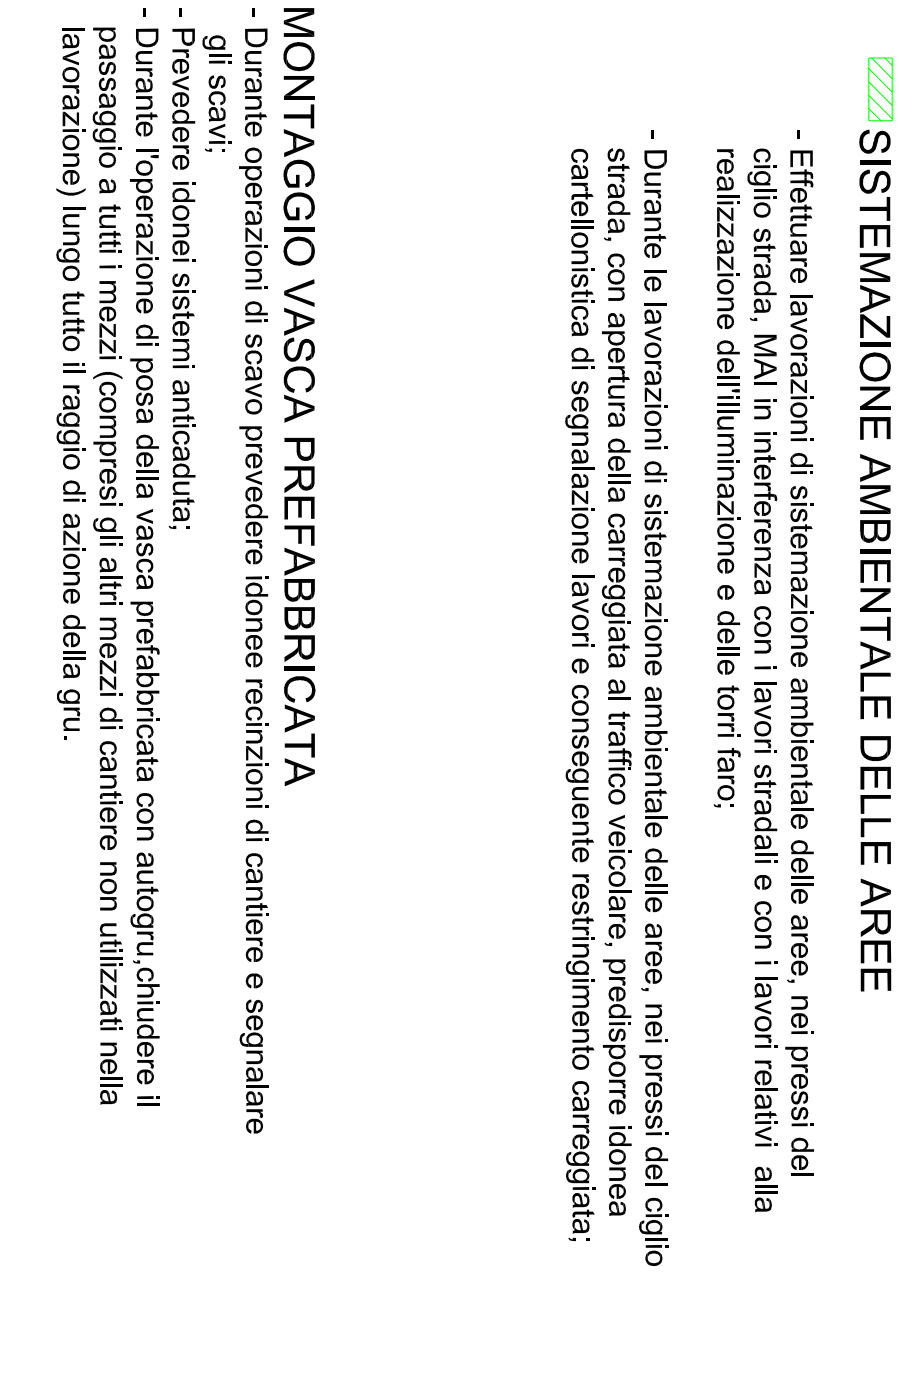 SISTEMAZIONE AMBIENTALE DELLE AREE
- Effettuare lavorazioni di sistemazione ambientale delle aree, nei pressi del
ciglio strada, MAI in interferenza con i lavori stradali e con i lavori relativi alla
realizzazione dell'illuminazione e delle torri faro;
- Durante le lavorazioni di sistemazione ambientale delle aree, nei pressi del ciglio
strada, con apertura della carreggiata al traffico veicolare, predisporre idonea
cartellonistica di segnalazione lavori e conseguente restringimento carreggiata;
MONTAGGIO VASCA PREFABBRICATA
- Durante operazioni di scavo prevedere idonee recinzioni di cantiere e segnalare
gli scavi;
- Prevedere idonei sistemi anticaduta;
- Durante l'operazione di posa della vasca prefabbricata con autogru,chiudere il
passaggio a tutti i mezzi (compresi gli altri mezzi di cantiere non utilizzati nella
lavorazione) lungo tutto il raggio di azione della gru.